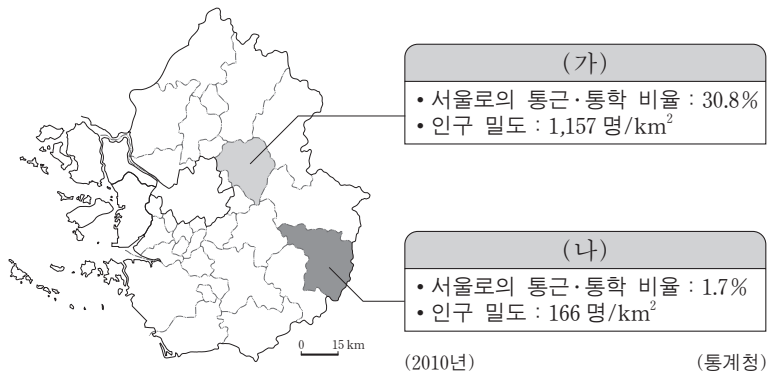 (가)
• 서울로의 통근·통학 비율 : 30.8%
• 인구 밀도 : 1,157 명/km²
(나)
• 서울로의 통근·통학 비율 : 1.7%
• 인구 밀도 : 166 명/km²
0 15 km
(2010년) (통계청)